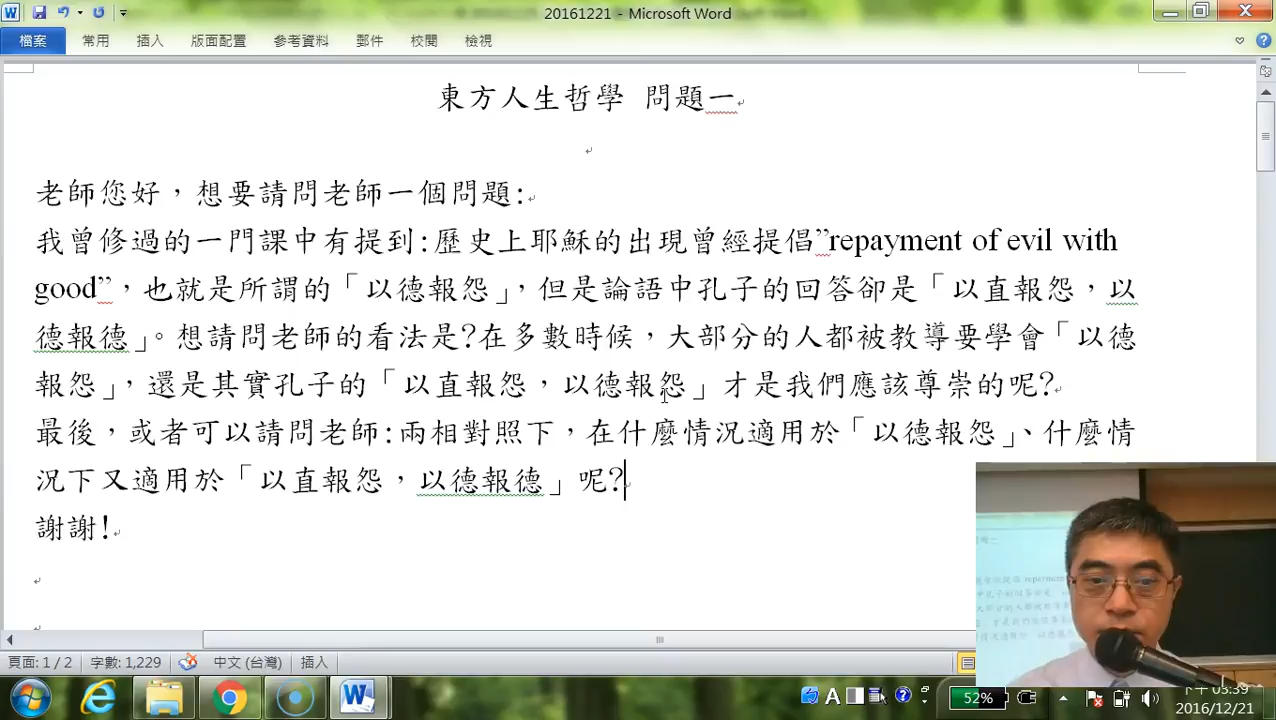 20161221 - Microsoft Word
檔案 常用 插入 版面配置 參考資料 郵件 校閱 檢視
東方人生哲學 問題一
老師您好，想要請問老師一個問題:
我曾修過的一門課中有提到:歷史上耶穌的出現曾經提倡”repayment of evil with
good”，也就是所謂的「以德報怨」，但是論語中孔子的回答卻是「以直報怨，以
德報德」。想請問老師的看法是?在多數時候，大部分的人都被教導要學會「以德
報怨」，還是其實孔子的「以直報怨，以德報怨」才是我們應該尊崇的呢?
最後，或者可以請問老師:兩相對照下，在什麼情況適用於「以德報怨」、什麼情
況下又適用於「以直報怨，以德報德」呢?
謝謝!
頁面: 1 / 2 字數: 1,229 中文 (台灣) 插入
52%
下午 03:39
2016/12/21